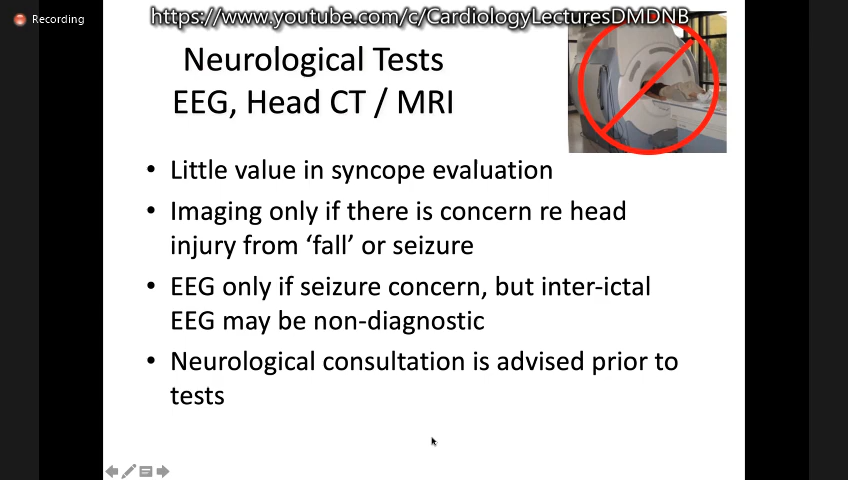 Recording
https://www.youtube.com/c/CardiologyLecturesDMDNB
Neurological Tests
EEG, Head CT / MRI
• Little value in syncope evaluation
• Imaging only if there is concern re head
injury from ‘fall’ or seizure
• EEG only if seizure concern, but inter-ictal
EEG may be non-diagnostic
• Neurological consultation is advised prior to
tests